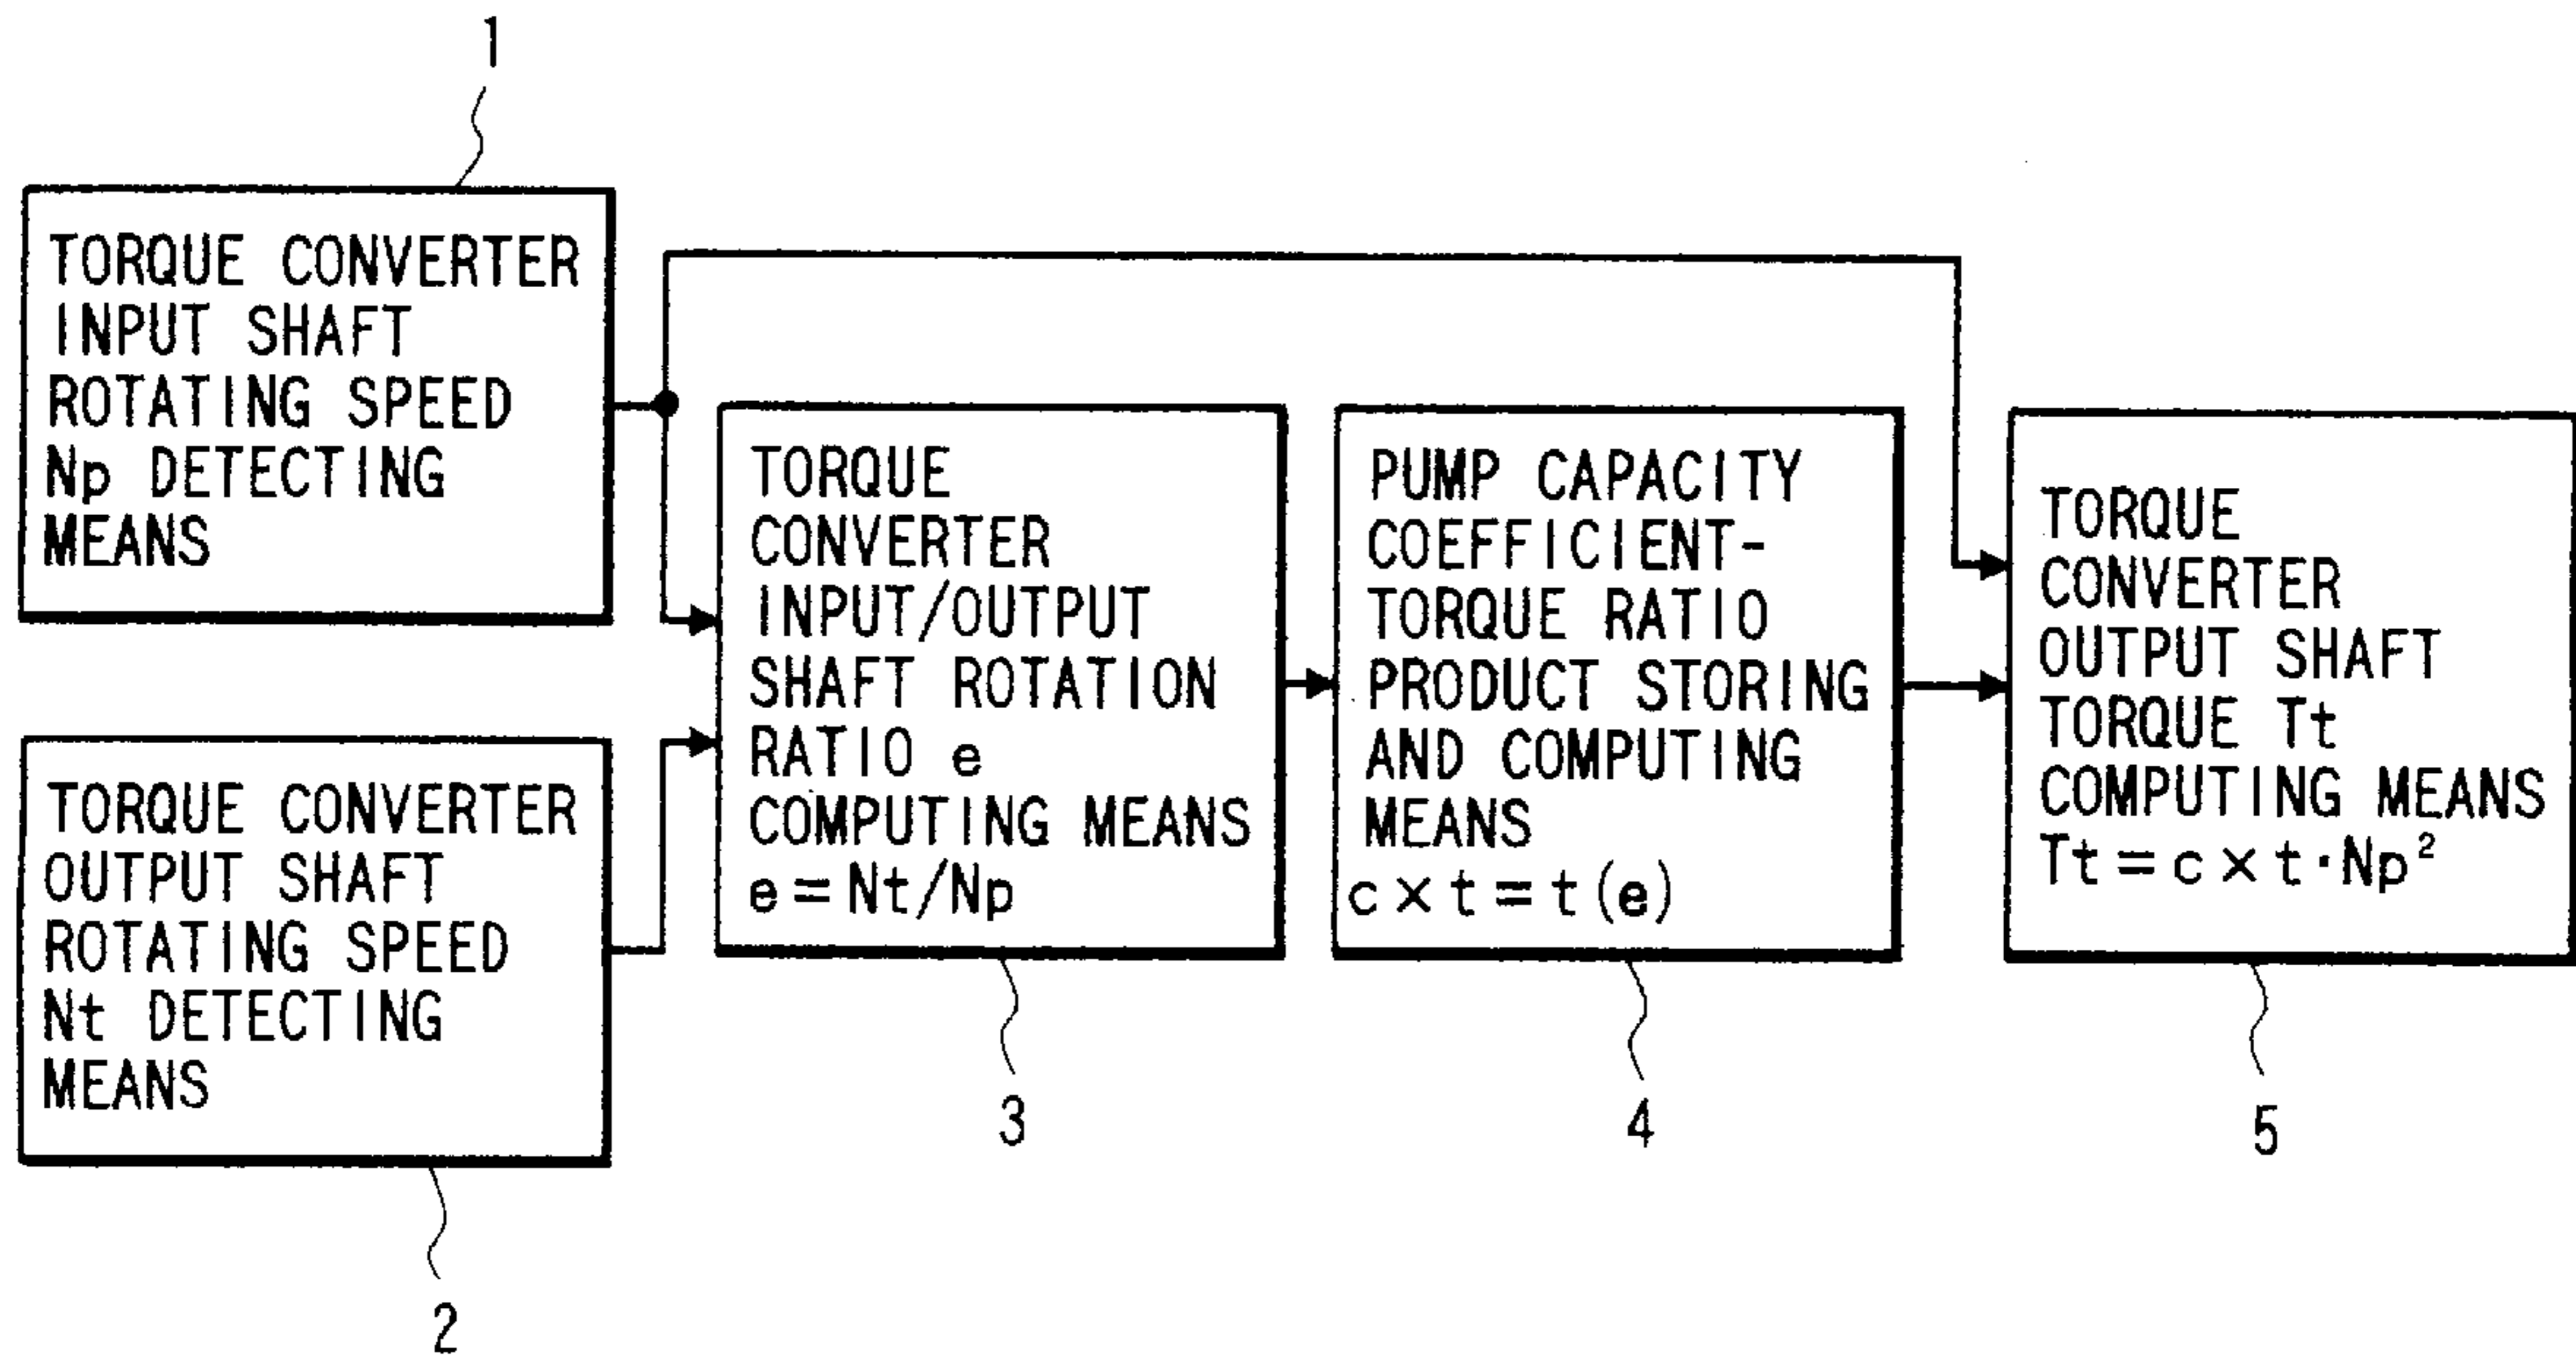 1
TORQUE CONVERTER
INPUT SHAFT
ROTATING SPEED
Np DETECTING
MEANS
TORQUE CONVERTER
OUTPUT SHAFT
ROTATING SPEED
Nt DETECTING
MEANS
2
TORQUE
CONVERTER
INPUT/OUTPUT
SHAFT ROTATION
RATIO e
COMPUTING MEANS
e=Nt/Np
3
PUMP CAPACITY
COEFFICIENT-
TORQUE RATIO
PRODUCT STORING
AND COMPUTING
MEANS
c×t=t(e)
4
TORQUE
CONVERTER
OUTPUT SHAFT
TORQUE Tt
COMPUTING MEANS
Tt=c×t·Np²
5